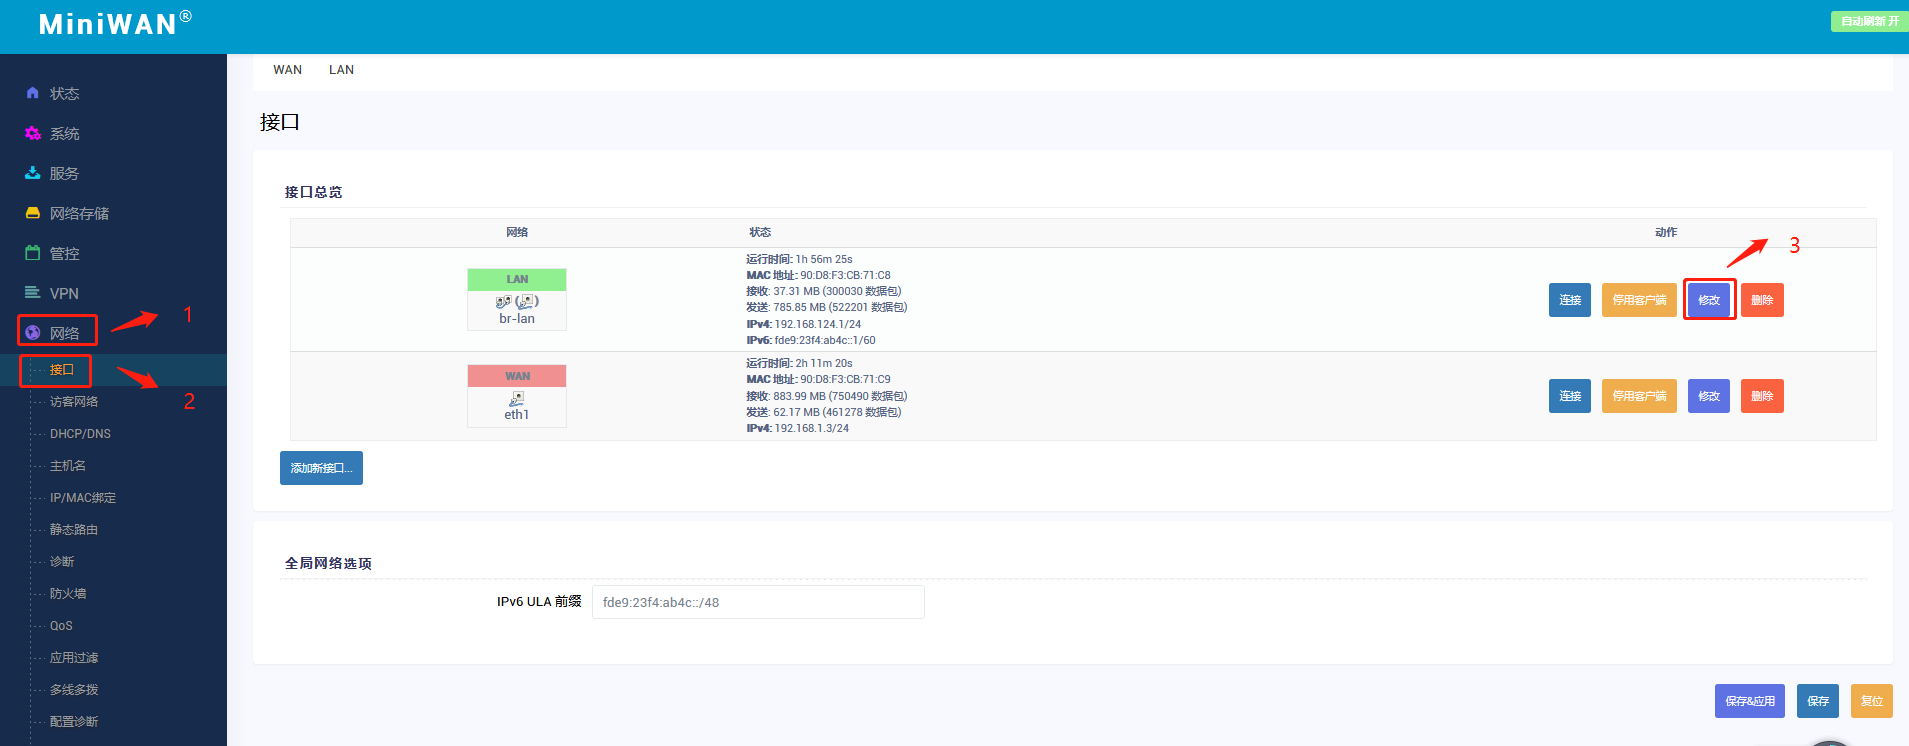 MiniWAN®
自动刷新 开
状态
系统
服务
网络存储
管控
VPN
网络
1
接口
2
访客网络
DHCP/DNS
主机名
IP/MAC绑定
静态路由
诊断
防火墙
QoS
应用过滤
多线多拨
配置诊断
WAN LAN
接口
接口总览
网络 状态 动作
3
LAN
( )
br-lan
运行时间: 1h 56m 25s
MAC 地址: 90:D8:F3:CB:71:C8
接收: 37.31 MB (300030 数据包)
发送: 785.85 MB (522201 数据包)
IPv4: 192.168.124.1/24
IPv6: fde9:23f4:ab4c::1/60
连接 停用客户端 修改 删除
WAN
eth1
运行时间: 2h 11m 20s
MAC 地址: 90:D8:F3:CB:71:C9
接收: 883.99 MB (750490 数据包)
发送: 62.17 MB (461278 数据包)
IPv4: 192.168.1.3/24
连接 停用客户端 修改 删除
添加新接口...
全局网络选项
IPv6 ULA 前缀 fde9:23f4:ab4c::/48
保存&应用 保存 复位